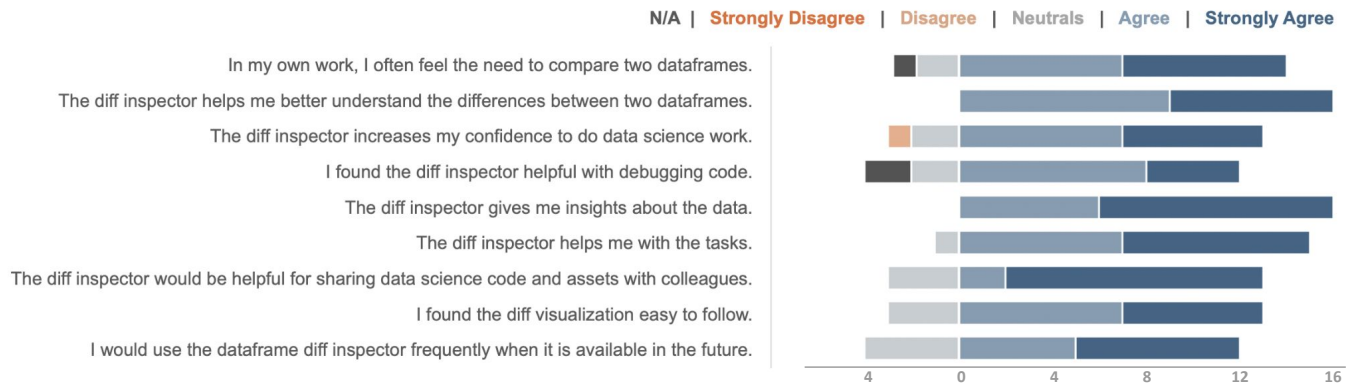 N/A | Strongly Disagree | Disagree | Neutrals | Agree | Strongly Agree
In my own work, I often feel the need to compare two dataframes.
The diff inspector helps me better understand the differences between two dataframes.
The diff inspector increases my confidence to do data science work.
I found the diff inspector helpful with debugging code.
The diff inspector gives me insights about the data.
The diff inspector helps me with the tasks.
The diff inspector would be helpful for sharing data science code and assets with colleagues.
I found the diff visualization easy to follow.
I would use the dataframe diff inspector frequently when it is available in the future.
4 0 4 8 12 16